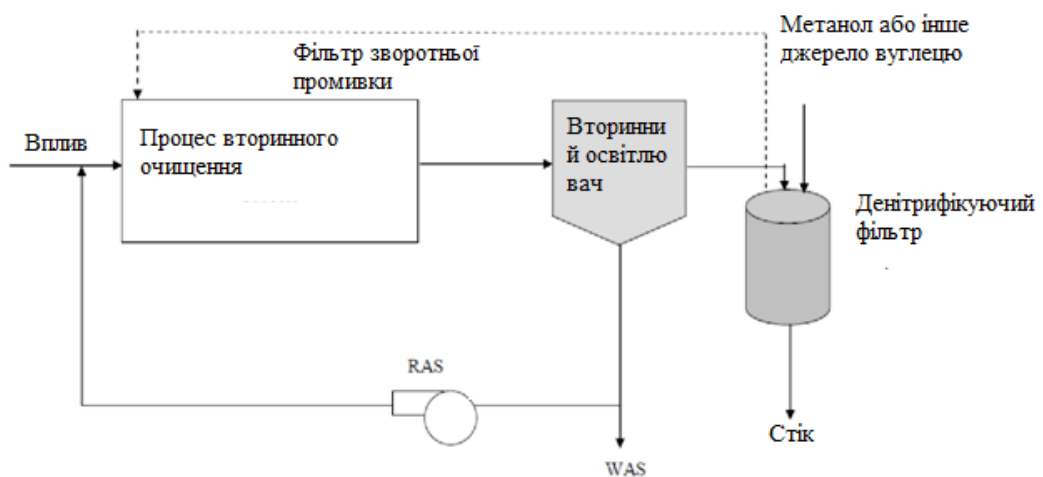 Метанол або інше
джерело вуглецю
Фільтр зворотньої
промивки
Вплив
Процес вторинного
очищення
Вторинни
й освітлю
вач
Денітрифікуючий
фільтр
RAS
Стік
WAS